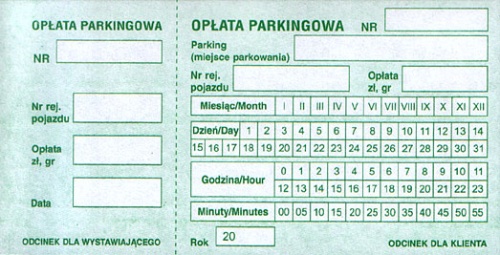 OPŁATA PARKINGOWA
NR
Nr rej.
pojazdu
Opłata
zł, gr
Data
ODCINEK DLA WYSTAWIAJĄCEGO
OPŁATA PARKINGOWA NR
Parking
(miejsce parkowania)
Nr rej.
pojazdu
Opłata
zł, gr
Miesiąc/Month I II III IV V VI VII VIII IX X XI XII
Dzień/Day 1 2 3 4 5 6 7 8 9 10 11 12 13 14
15 16 17 18 19 20 21 22 23 24 25 26 27 28 29 30 31
Godzina/Hour 0 1 2 3 4 5 6 7 8 9 10 11
12 13 14 15 16 17 18 19 20 21 22 23
Minuty/Minutes 00 05 10 15 20 25 30 35 40 45 50 55
Rok 20
ODCINEK DLA KLIENTA